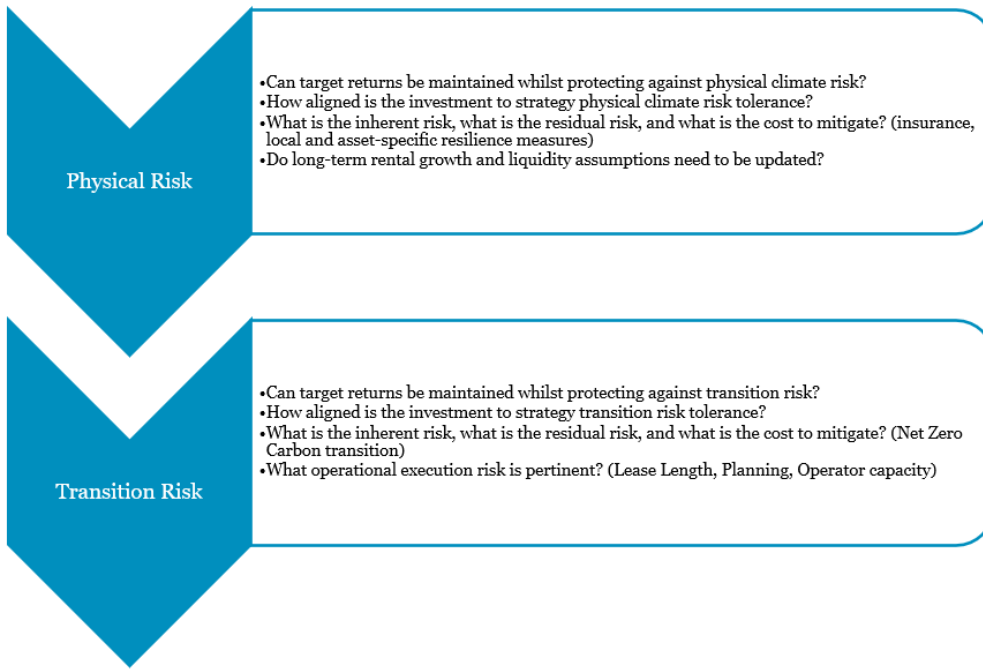 Physical Risk
•Can target returns be maintained whilst protecting against physical climate risk?
•How aligned is the investment to strategy physical climate risk tolerance?
•What is the inherent risk, what is the residual risk, and what is the cost to mitigate? (insurance,
local and asset-specific resilience measures)
•Do long-term rental growth and liquidity assumptions need to be updated?
Transition Risk
•Can target returns be maintained whilst protecting against transition risk?
•How aligned is the investment to strategy transition risk tolerance?
•What is the inherent risk, what is the residual risk, and what is the cost to mitigate? (Net Zero
Carbon transition)
•What operational execution risk is pertinent? (Lease Length, Planning, Operator capacity)